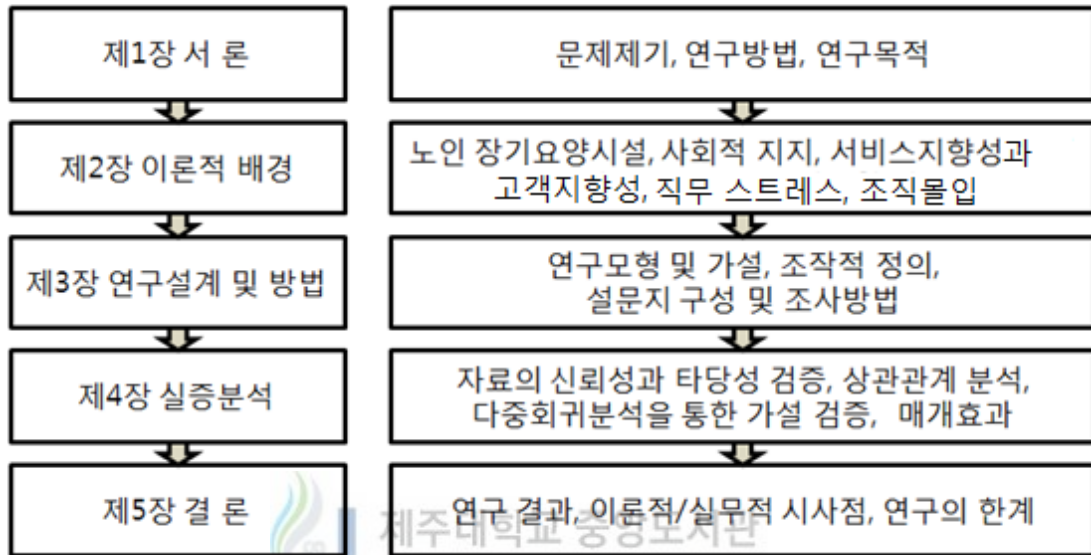 제1장 서 론
문제제기, 연구방법, 연구목적
제2장 이론적 배경
노인 장기요양시설, 사회적 지지, 서비스지향성과
고객지향성, 직무 스트레스, 조직몰입
제3장 연구설계 및 방법
연구모형 및 가설, 조작적 정의,
설문지 구성 및 조사방법
제4장 실증분석
자료의 신뢰성과 타당성 검증, 상관관계 분석,
다중회귀분석을 통한 가설 검증, 매개효과
제5장 결 론
연구 결과, 이론적/실무적 시사점, 연구의 한계
제주대학교 중앙도서관